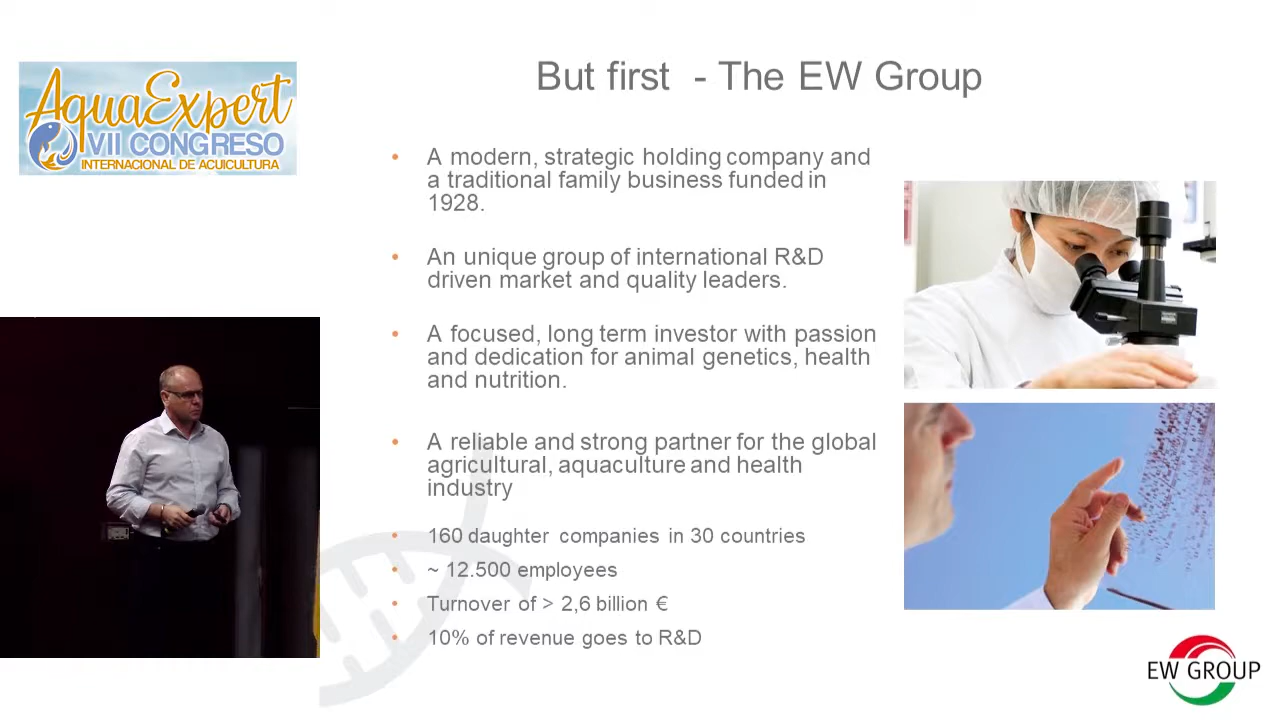 AquaExpert
VII CONGRESO
INTERNACIONAL DE ACUICULTURA
But first - The EW Group
• A modern, strategic holding company and
a traditional family business funded in
1928.
• An unique group of international R&D
driven market and quality leaders.
• A focused, long term investor with passion
and dedication for animal genetics, health
and nutrition.
• A reliable and strong partner for the global
agricultural, aquaculture and health
industry
• 160 daughter companies in 30 countries
• ~ 12.500 employees
• Turnover of > 2,6 billion €
• 10% of revenue goes to R&D
EW GROUP